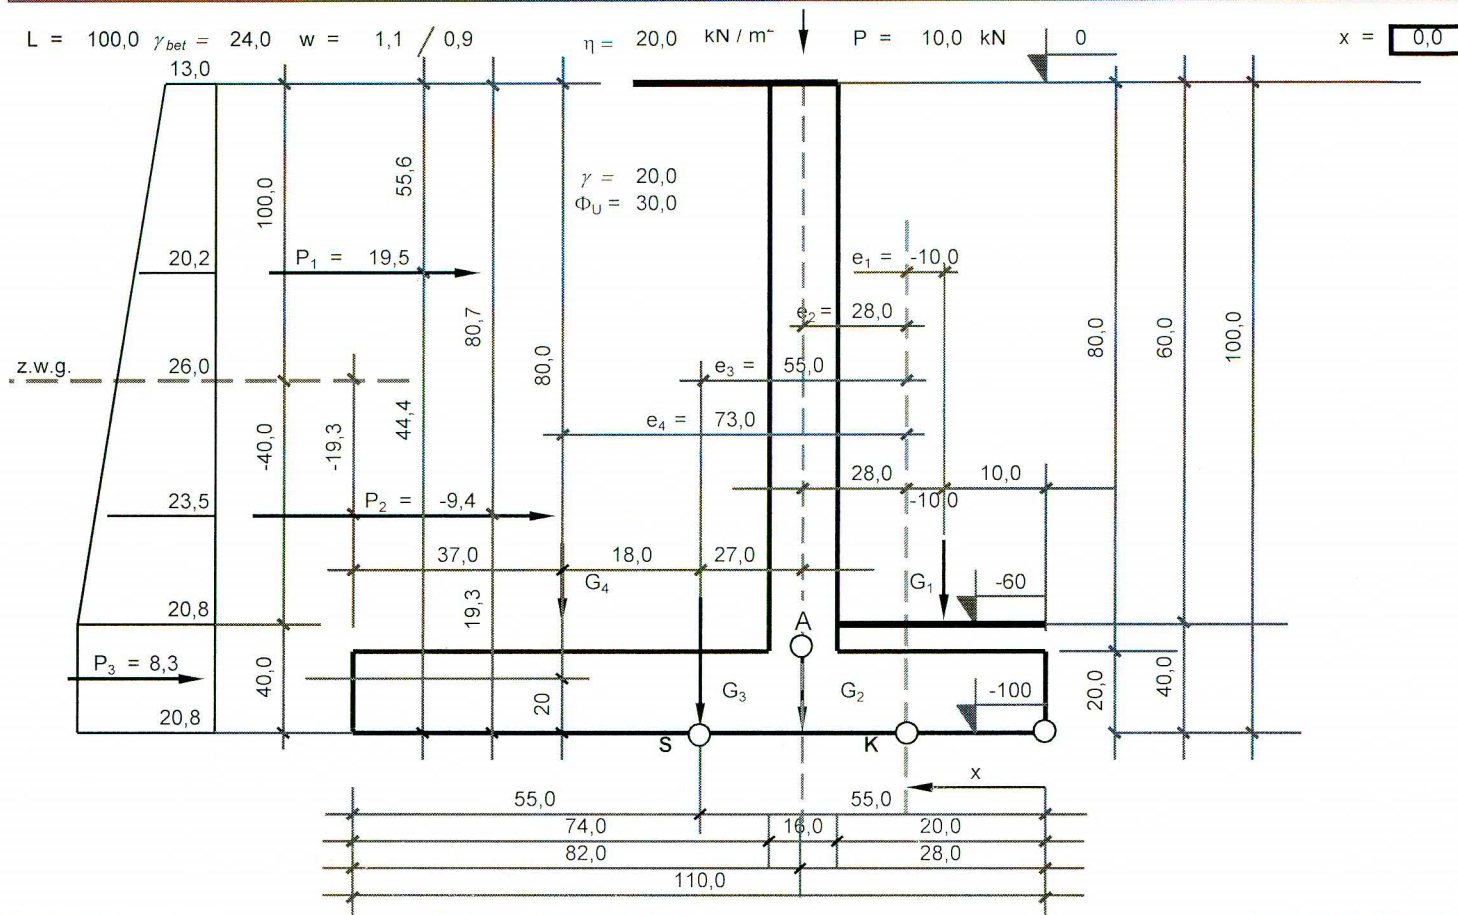 L = 100,0 γbet = 24,0 w = 1,1 / 0,9 η = 20,0 kN / m² P = 10,0 kN 0 x = 0,0
13,0
100,0
55,6
γ = 20,0
ΦU = 30,0
20,2 P1 = 19,5 e1 = -10,0
e2 = 28,0
80,7
80,0
80,0
60,0
100,0
z.w.g. 26,0 e3 = 55,0
44,4
e4 = 73,0
-40,0
-19,3
28,0 -10,0 10,0
23,5 P2 = -9,4
37,0 18,0 27,0
G4 G1 -60
20,8
19,3
A
P3 = 8,3
40,0
20
G3 G2 -100
20,0
40,0
20,8
S K
x
55,0 55,0
74,0 16,0 20,0
82,0 28,0
110,0